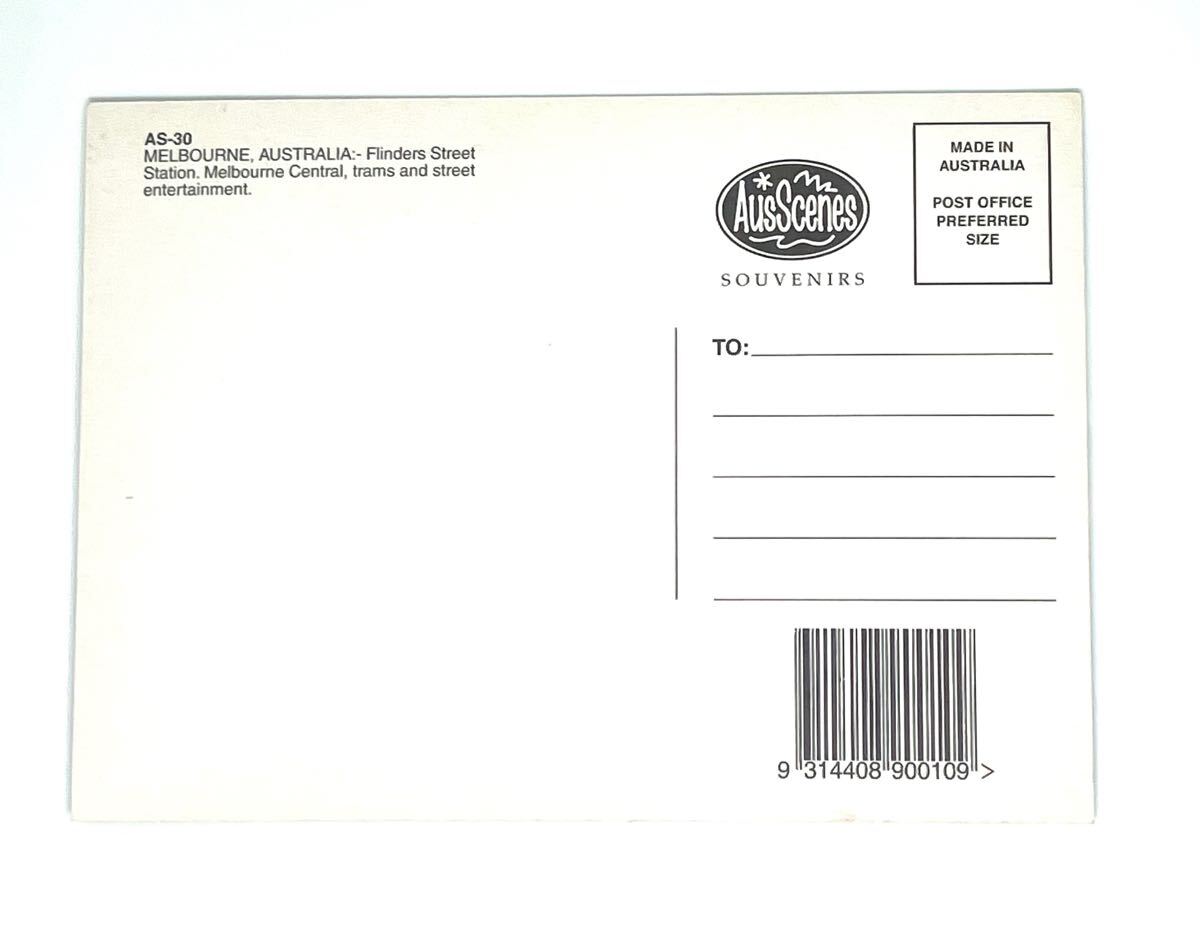 AS-30
MELBOURNE, AUSTRALIA:- Flinders Street
Station. Melbourne Central, trams and street
entertainment.
AusScenes
SOUVENIRS
MADE IN
AUSTRALIA
POST OFFICE
PREFERRED
SIZE
TO:
9 314408 900109 >